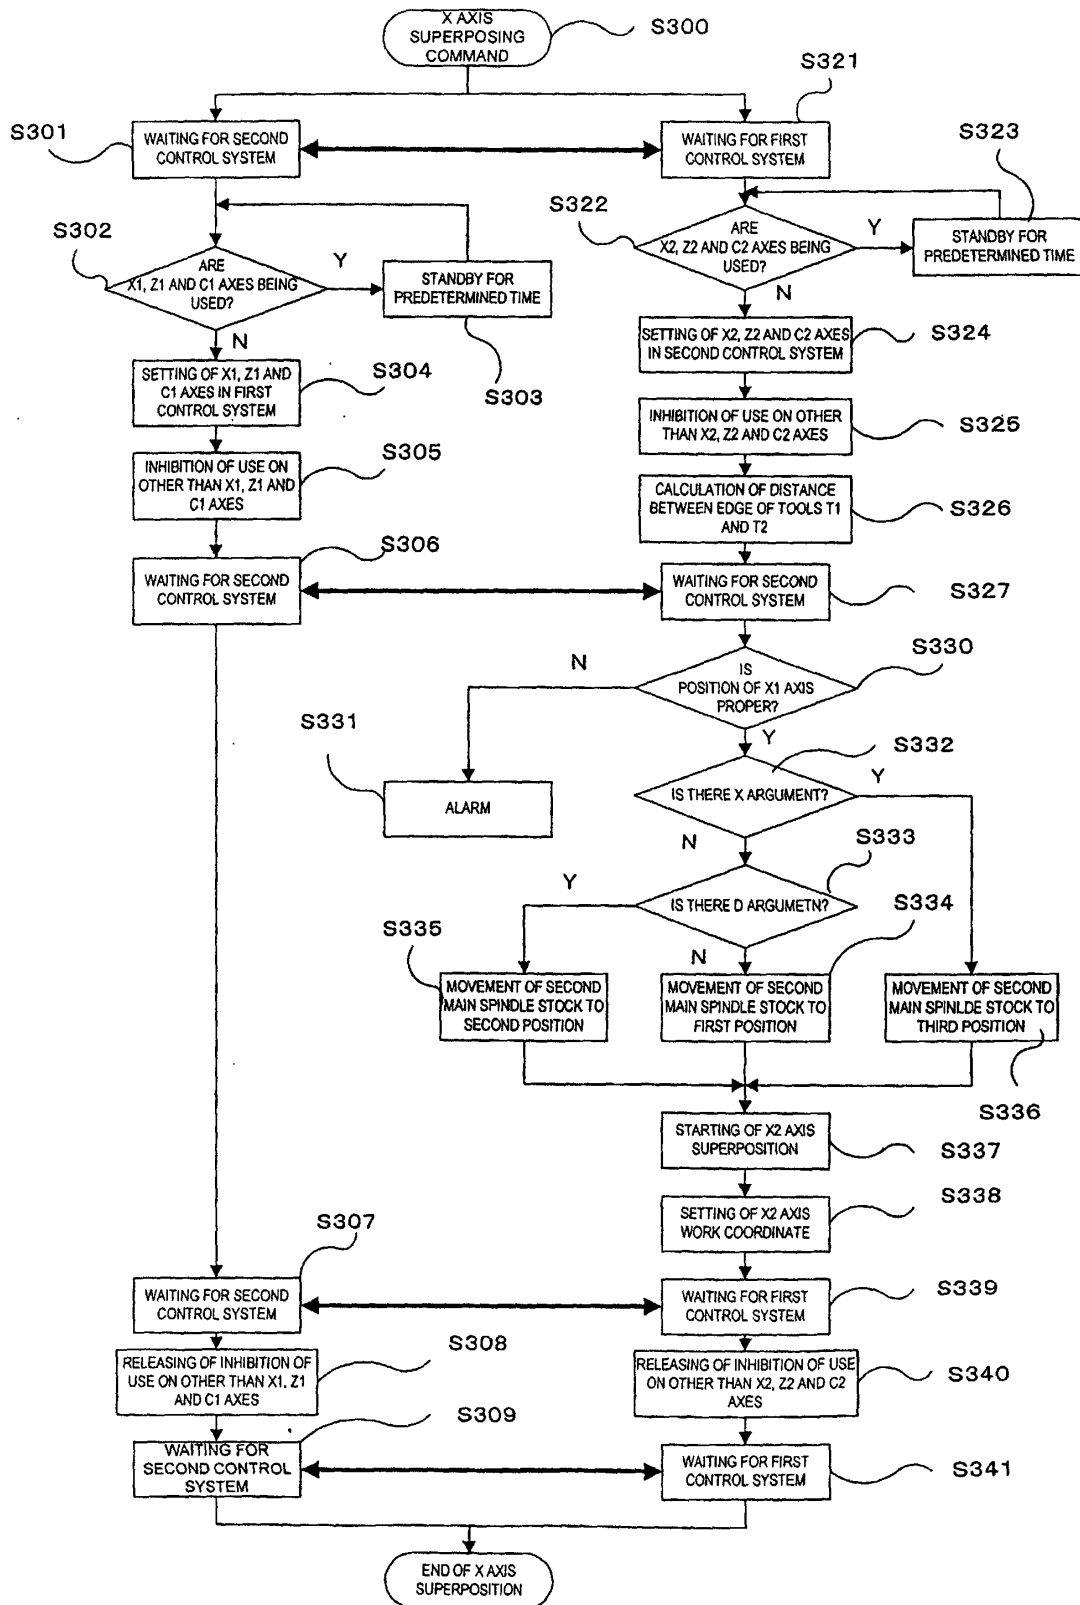 X AXIS
SUPERPOSING
COMMAND
S300
S321
S301
WAITING FOR SECOND
CONTROL SYSTEM
WAITING FOR FIRST
CONTROL SYSTEM
S323
S302
ARE
X1, Z1 AND C1 AXES BEING
USED?
Y
STANDBY FOR
PREDETERMINED TIME
S303
N
S322
ARE
X2, Z2 AND C2 AXES BEING
USED?
Y
STANDBY FOR
PREDETERMINED TIME
N
SETTING OF X1, Z1 AND
C1 AXES IN FIRST
CONTROL SYSTEM
S304
SETTING OF X2, Z2 AND C2 AXES
IN SECOND CONTROL SYSTEM
S324
INHIBITION OF USE ON
OTHER THAN X1, Z1 AND
C1 AXES
S305
INHIBITION OF USE ON OTHER
THAN X2, Z2 AND C2 AXES
S325
CALCULATION OF DISTANCE
BETWEEN EDGE OF TOOLS T1
AND T2
S326
S306
WAITING FOR SECOND
CONTROL SYSTEM
WAITING FOR SECOND
CONTROL SYSTEM
S327
N
IS
POSITION OF X1 AXIS
PROPER?
S330
Y
S331
ALARM
S332
IS THERE X ARGUMENT?
Y
N
S333
Y
IS THERE D ARGUMETN?
S334
N
S335
MOVEMENT OF SECOND
MAIN SPINDLE STOCK TO
SECOND POSITION
MOVEMENT OF SECOND
MAIN SPINDLE STOCK TO
FIRST POSITION
MOVEMENT OF SECOND
MAIN SPINLDE STOCK TO
THIRD POSITION
S336
STARTING OF X2 AXIS
SUPERPOSITION
S337
SETTING OF X2 AXIS
WORK COORDINATE
S338
S307
WAITING FOR SECOND
CONTROL SYSTEM
WAITING FOR FIRST
CONTROL SYSTEM
S339
RELEASING OF INHIBITION OF
USE ON OTHER THAN X1, Z1
AND C1 AXES
S308
RELEASING OF INHIBITION OF USE
ON OTHER THAN X2, Z2 AND C2
AXES
S340
S309
WAITING FOR
SECOND CONTROL
SYSTEM
WAITING FOR FIRST
CONTROL SYSTEM
S341
END OF X AXIS
SUPERPOSITION